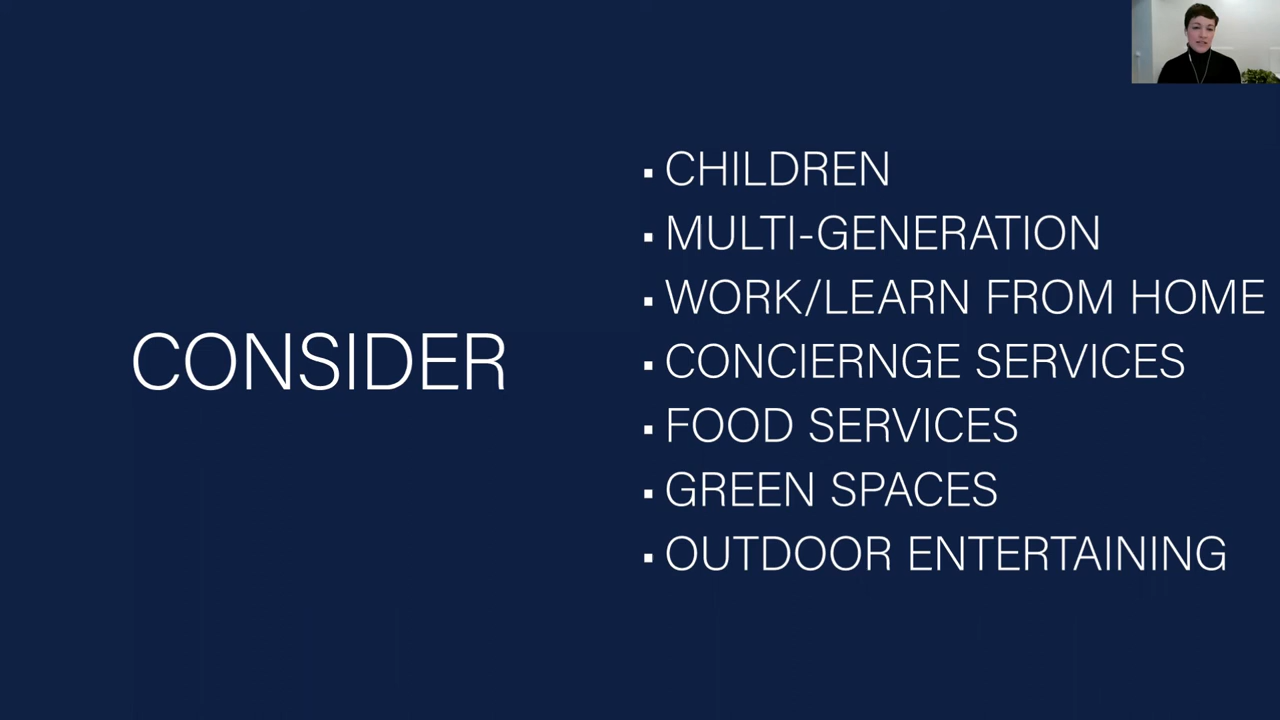 CONSIDER
▪ CHILDREN
▪ MULTI-GENERATION
▪ WORK/LEARN FROM HOME
▪ CONCIERNGE SERVICES
▪ FOOD SERVICES
▪ GREEN SPACES
▪ OUTDOOR ENTERTAINING